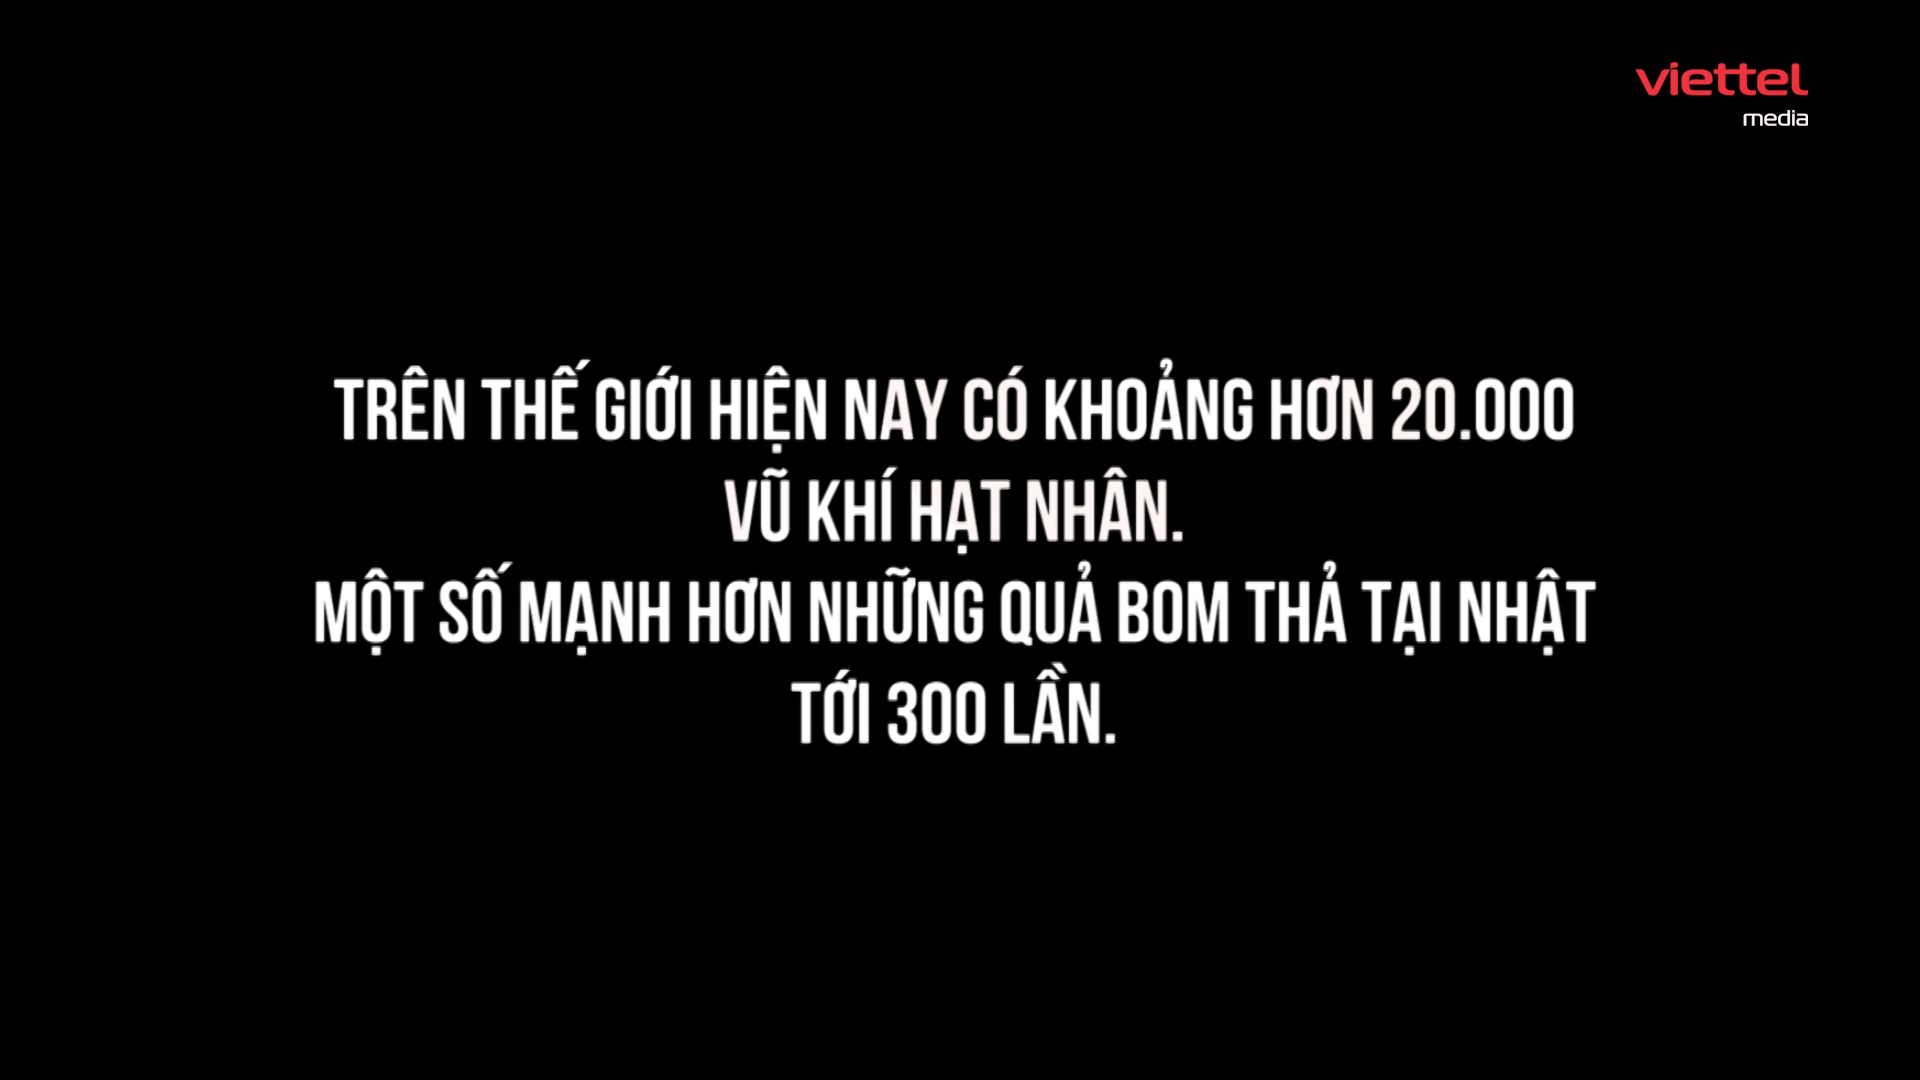 viettel
media
TRÊN THẾ GIỚI HIỆN NAY CÓ KHOẢNG HƠN 20.000
VŨ KHÍ HẠT NHÂN.
MỘT SỐ MẠNH HƠN NHỮNG QUẢ BOM THẢ TẠI NHẬT
TỚI 300 LẦN.